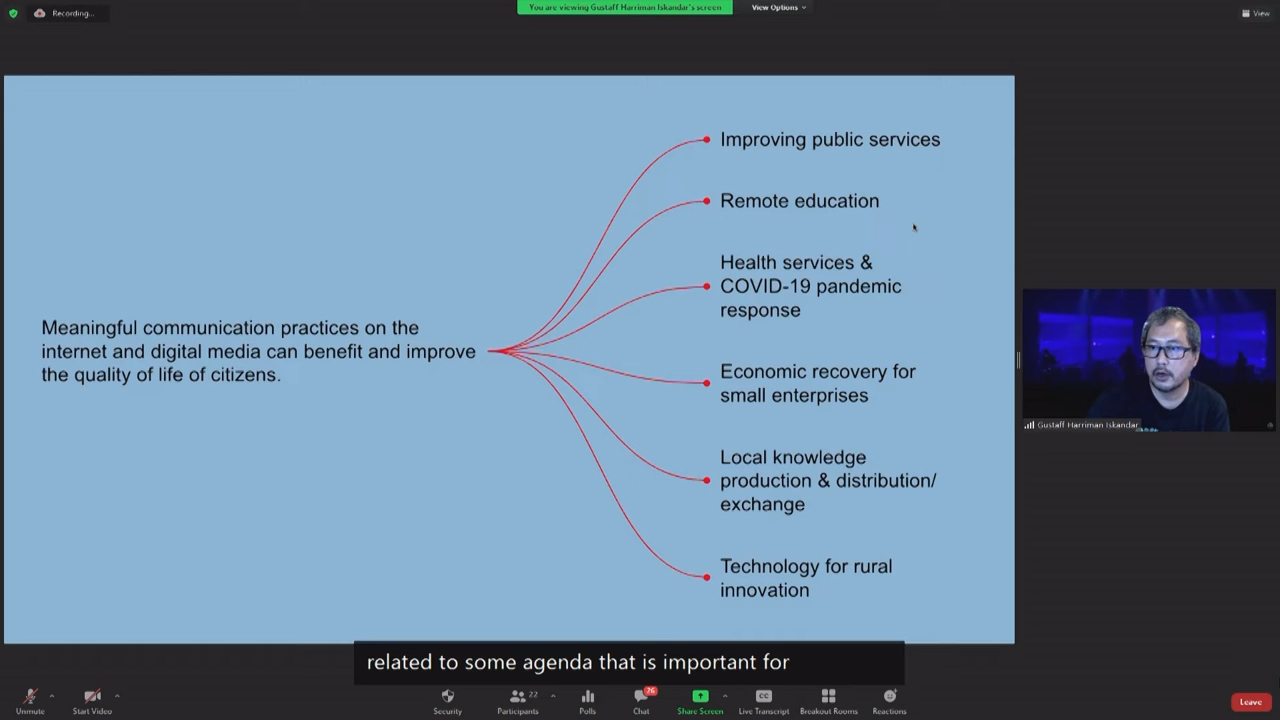 Recording...
You are viewing Gustaff Harriman Iskandar's screen
View Options
View
Improving public services
Remote education
Health services &
COVID-19 pandemic
response
Meaningful communication practices on the
internet and digital media can benefit and improve
the quality of life of citizens.
Economic recovery for
small enterprises
Local knowledge
production & distribution/
exchange
Technology for rural
innovation
Gustaff Harriman Iskandar
related to some agenda that is important for
Unmute
Start Video
Security
Participants
22
Polls
Chat
26
Share Screen
CC
Live Transcript
Breakout Rooms
Reactions
Leave